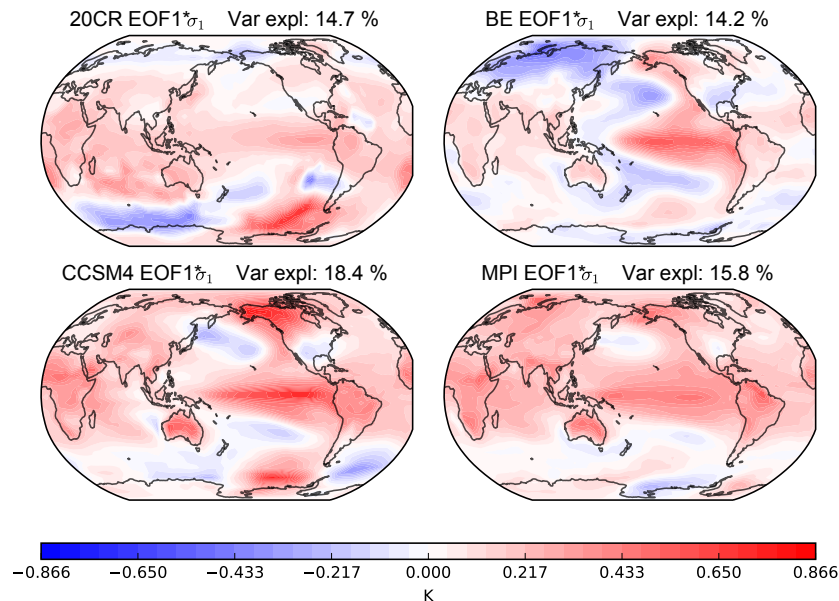 20CR EOF1*σ₁ Var expl: 14.7 %
BE EOF1*σ₁ Var expl: 14.2 %
CCSM4 EOF1*σ₁ Var expl: 18.4 %
MPI EOF1*σ₁ Var expl: 15.8 %
−0.866 −0.650 −0.433 −0.217 0.000 0.217 0.433 0.650 0.866
K